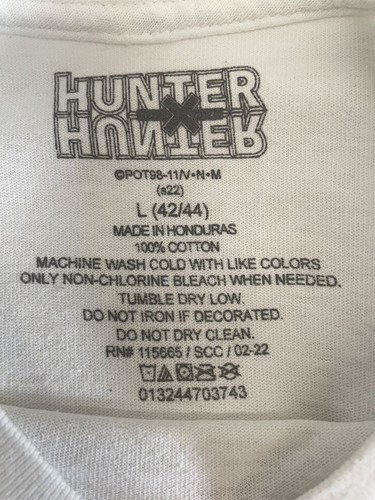 HUNTER
×
HUNTER
©POT98-11/V•N•M
(s22)
L (42/44)
MADE IN HONDURAS
100% COTTON
MACHINE WASH COLD WITH LIKE COLORS
ONLY NON-CHLORINE BLEACH WHEN NEEDED.
TUMBLE DRY LOW.
DO NOT IRON IF DECORATED.
DO NOT DRY CLEAN.
RN# 115665 / SCC / 02-22
013244703743